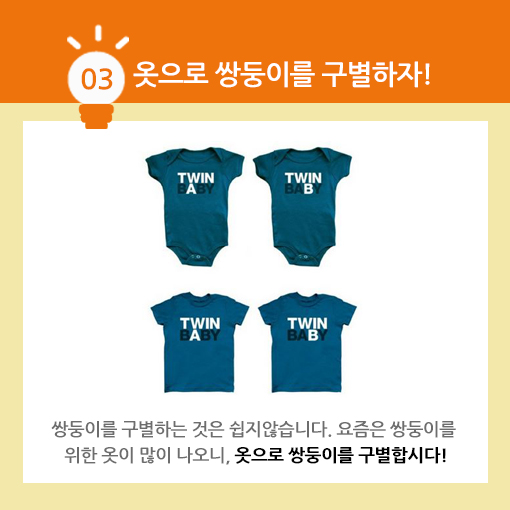 03
옷으로 쌍둥이를 구별하자!
TWIN
BABY
TWIN
BABY
TWIN
BABY
TWIN
BABY
쌍둥이를 구별하는 것은 쉽지않습니다. 요즘은 쌍둥이를
위한 옷이 많이 나오니, 옷으로 쌍둥이를 구별합시다!